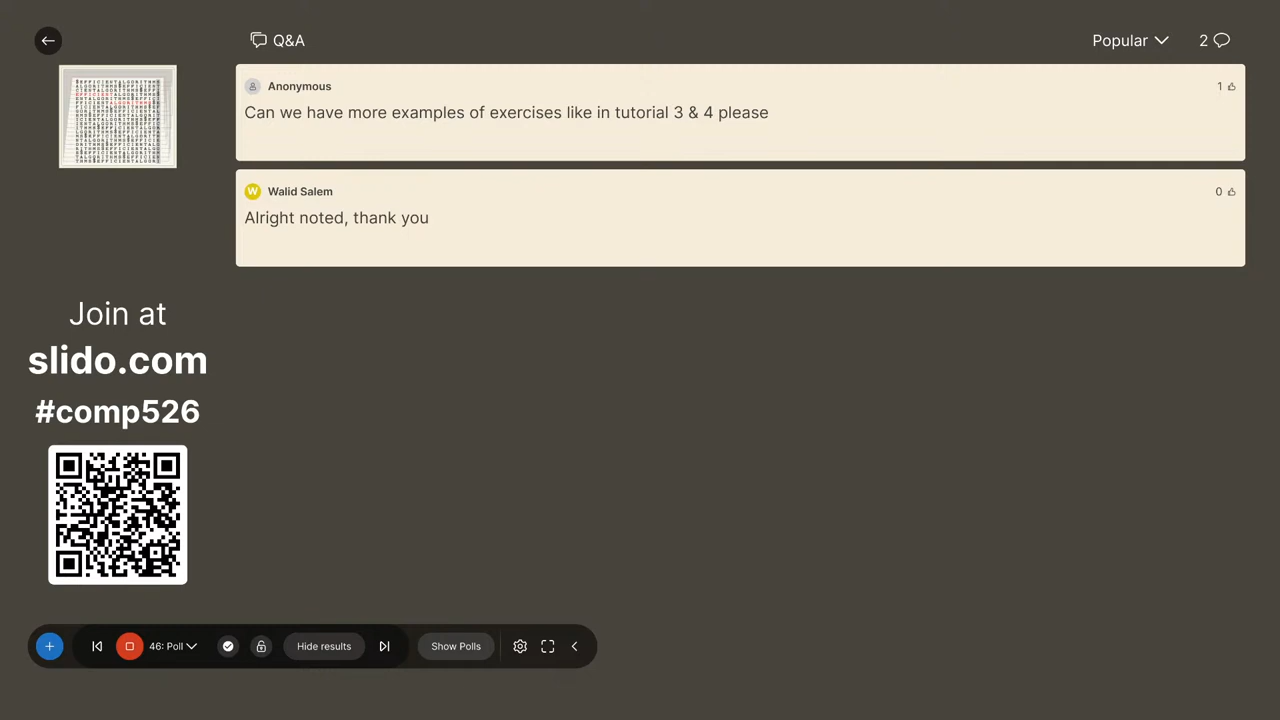 Q&A
Popular
2
Anonymous
1
Can we have more examples of exercises like in tutorial 3 & 4 please
W
Walid Salem
0
Alright noted, thank you
Join at
slido.com
#comp526
46: Poll
Hide results
Show Polls